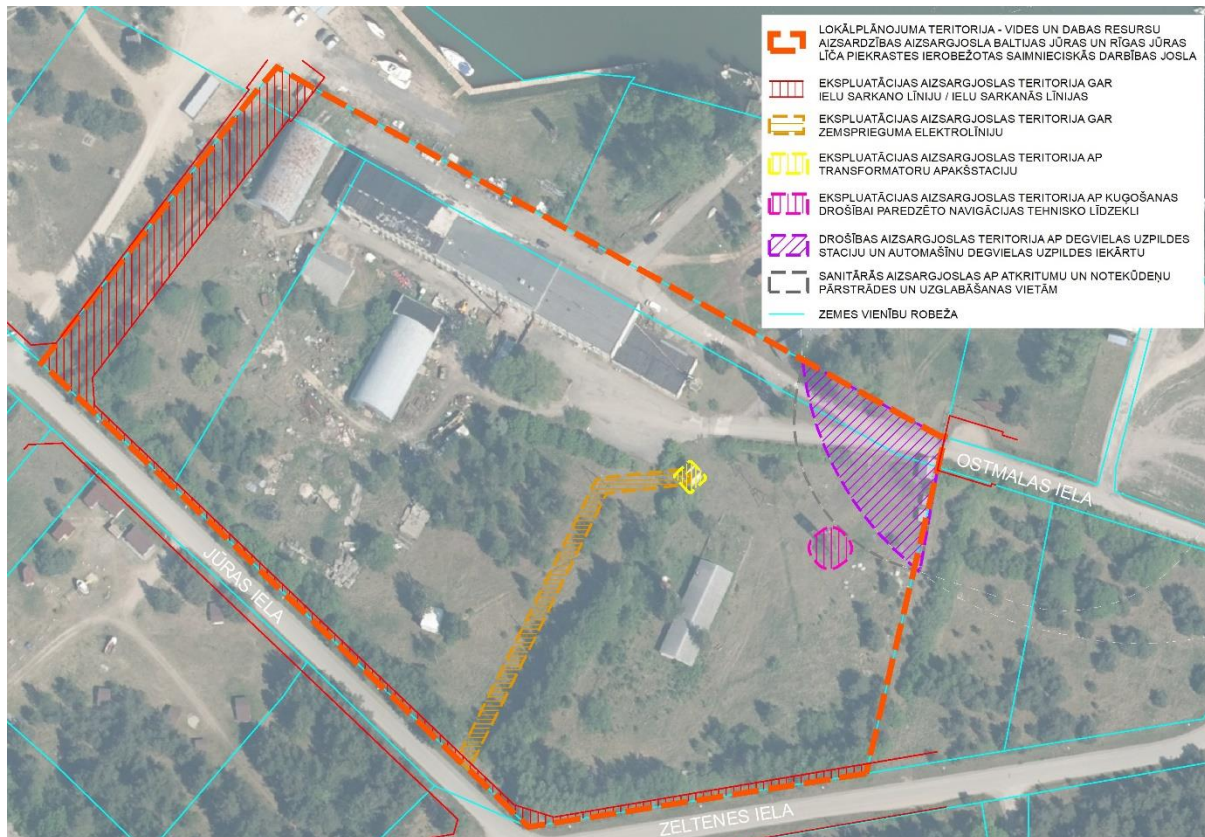 LOKĀLPLĀNOJUMA TERITORIJA - VIDES UN DABAS RESURSU
AIZSARDZĪBAS AIZSARGJOSLA BALTIJAS JŪRAS UN RĪGAS JŪRAS
LĪČA PIEKRASTES IEROBEŽOTAS SAIMNIECISKĀS DARBĪBAS JOSLA
EKSPLUATĀCIJAS AIZSARGJOSLAS TERITORIJA GAR
IELU SARKANO LĪNIJU / IELU SARKANĀS LĪNIJAS
EKSPLUATĀCIJAS AIZSARGJOSLAS TERITORIJA GAR
ZEMSPRIEGUMA ELEKTROLĪNIJU
EKSPLUATĀCIJAS AIZSARGJOSLAS TERITORIJA AP
TRANSFORMATORU APAKŠSTACIJU
EKSPLUATĀCIJAS AIZSARGJOSLAS TERITORIJA AP KUĢOŠANAS
DROŠĪBAI PAREDZĒTO NAVIGĀCIJAS TEHNISKO LĪDZEKLI
DROŠĪBAS AIZSARGJOSLAS TERITORIJA AP DEGVIELAS UZPILDES
STACIJU UN AUTOMAŠĪNU DEGVIELAS UZPILDES IEKĀRTU
SANITĀRĀS AIZSARGJOSLAS AP ATKRITUMU UN NOTEKŪDEŅU
PĀRSTRĀDES UN UZGLABĀŠANAS VIETĀM
ZEMES VIENĪBU ROBEŽA
OSTMALAS IELA
JŪRAS IELA
ZELTENES IELA